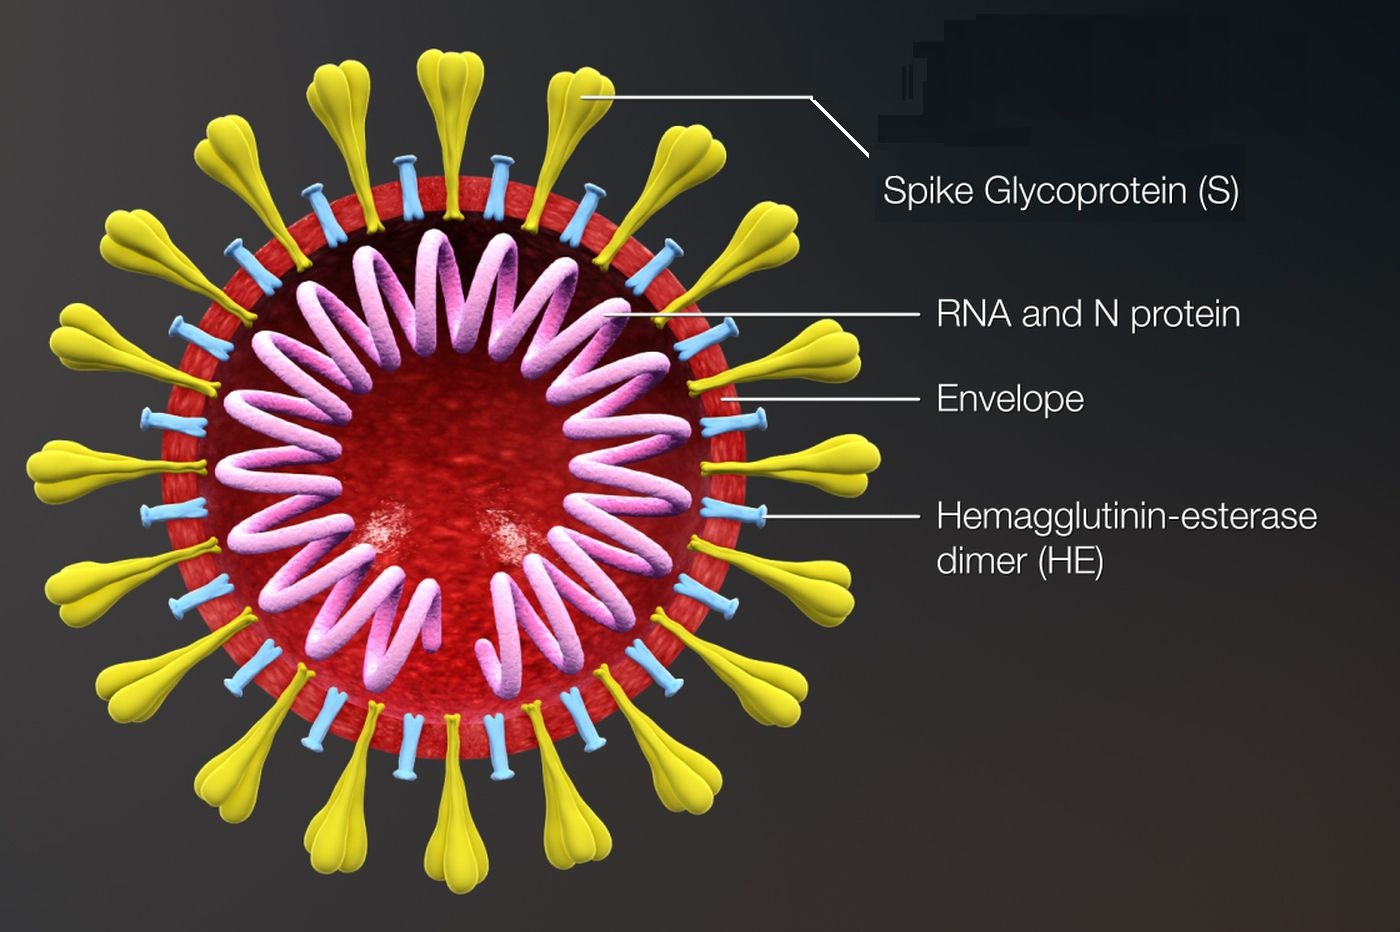 Spike Glycoprotein (S)
RNA and N protein
Envelope
Hemagglutinin-esterase
dimer (HE)